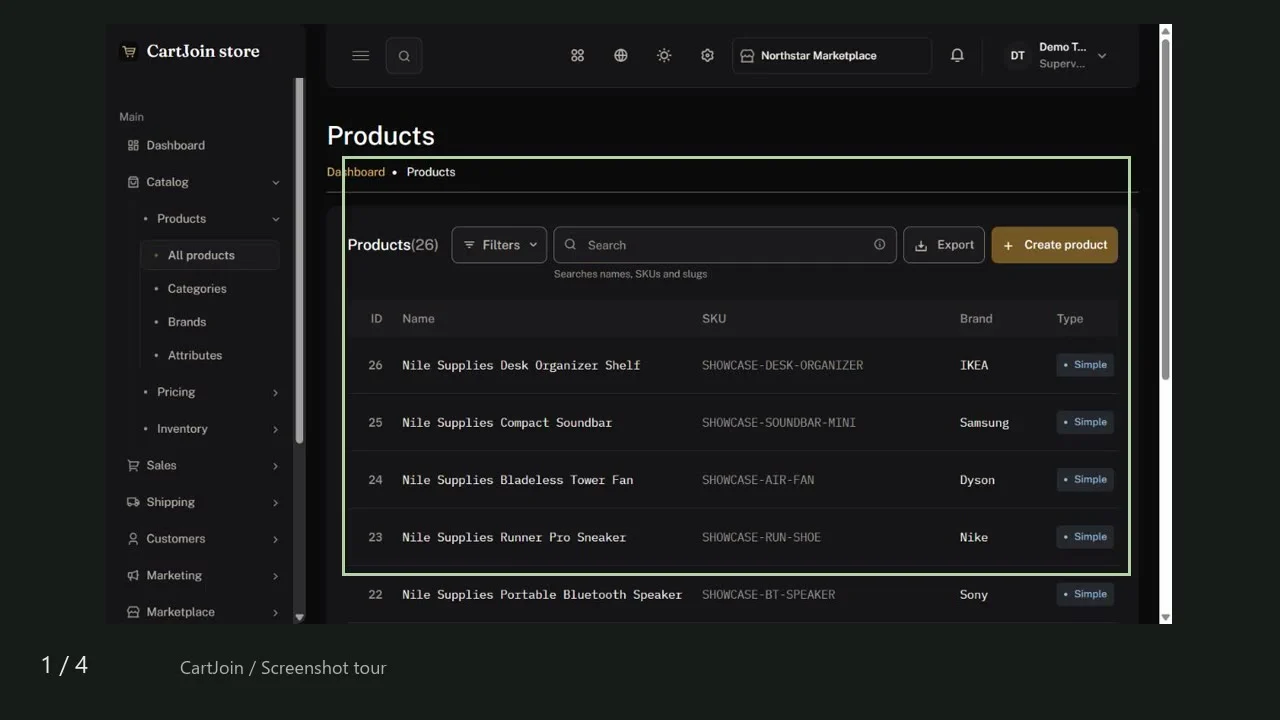 CartJoin store
Northstar Marketplace
DT
Demo T...
Superv...
Main
Dashboard
Catalog
Products
All products
Categories
Brands
Attributes
Pricing
Inventory
Sales
Shipping
Customers
Marketing
Marketplace
Products
Dashboard • Products
Products(26) Filters Search Export + Create product
Searches names, SKUs and slugs
ID Name SKU Brand Type
26 Nile Supplies Desk Organizer Shelf SHOWCASE-DESK-ORGANIZER IKEA • Simple
25 Nile Supplies Compact Soundbar SHOWCASE-SOUNDBAR-MINI Samsung • Simple
24 Nile Supplies Bladeless Tower Fan SHOWCASE-AIR-FAN Dyson • Simple
23 Nile Supplies Runner Pro Sneaker SHOWCASE-RUN-SHOE Nike • Simple
22 Nile Supplies Portable Bluetooth Speaker SHOWCASE-BT-SPEAKER Sony • Simple
1 / 4 CartJoin / Screenshot tour